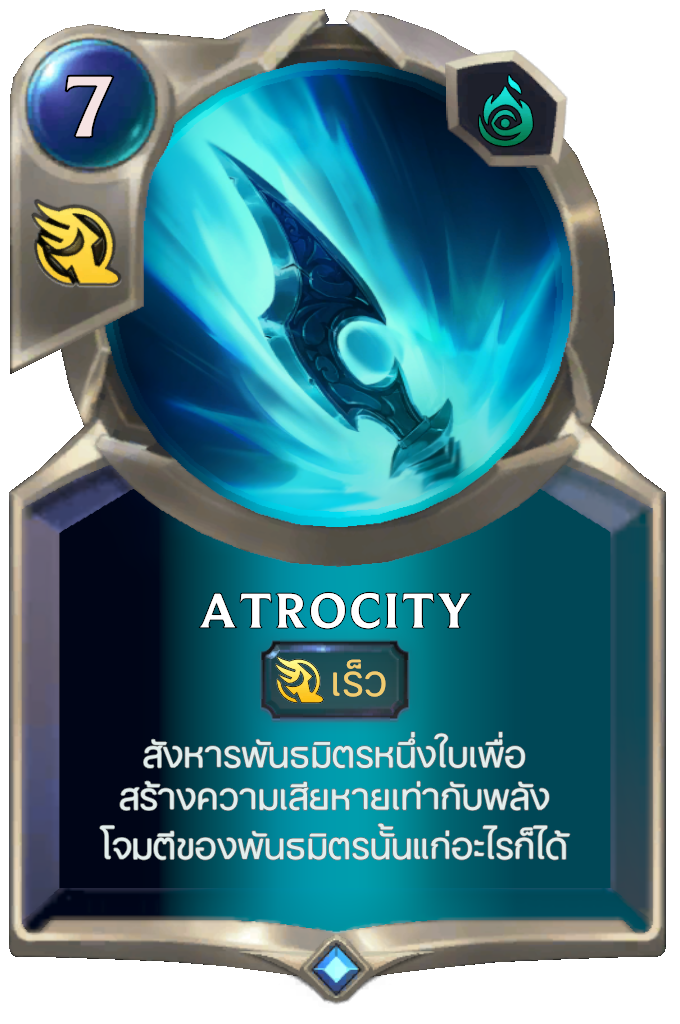 7
ATROCITY
เร็ว
สังหารพันธมิตรหนึ่งใบเพื่อ
สร้างความเสียหายเท่ากับพลัง
โจมตีของพันธมิตรนั้นแก่อะไรก็ได้